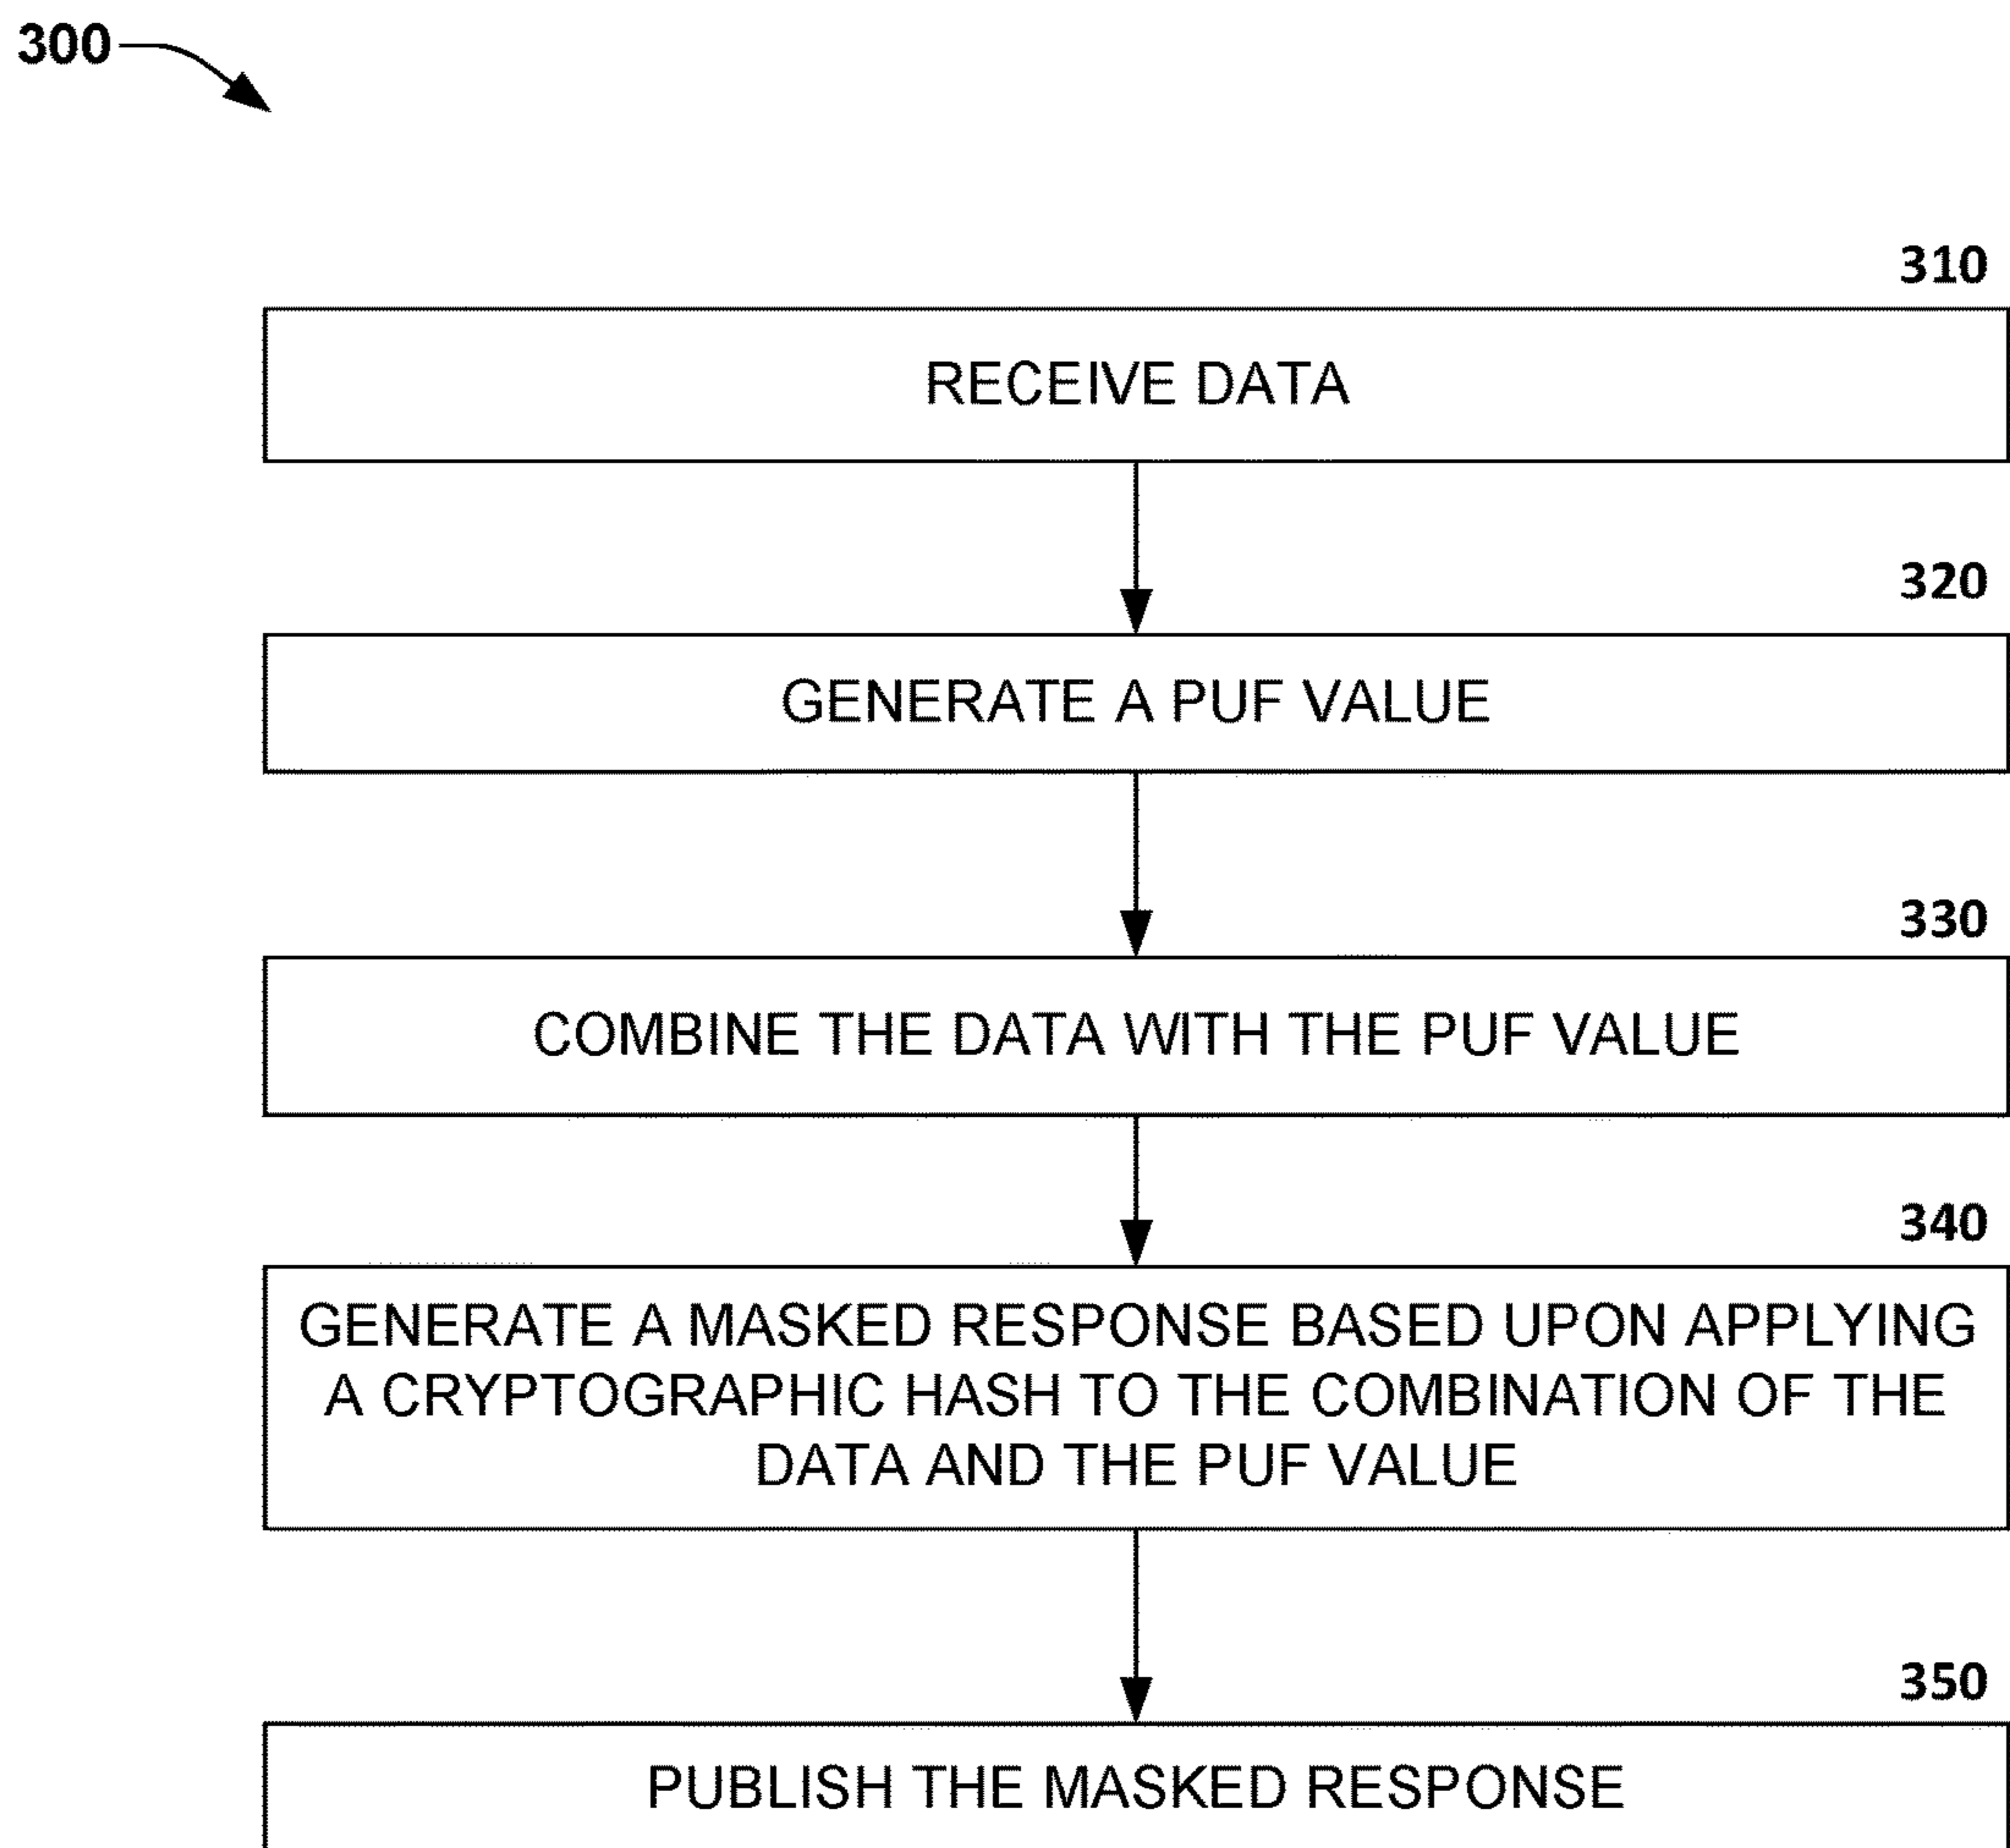 300
310
RECEIVE DATA
320
GENERATE A PUF VALUE
330
COMBINE THE DATA WITH THE PUF VALUE
340
GENERATE A MASKED RESPONSE BASED UPON APPLYING
A CRYPTOGRAPHIC HASH TO THE COMBINATION OF THE
DATA AND THE PUF VALUE
350
PUBLISH THE MASKED RESPONSE